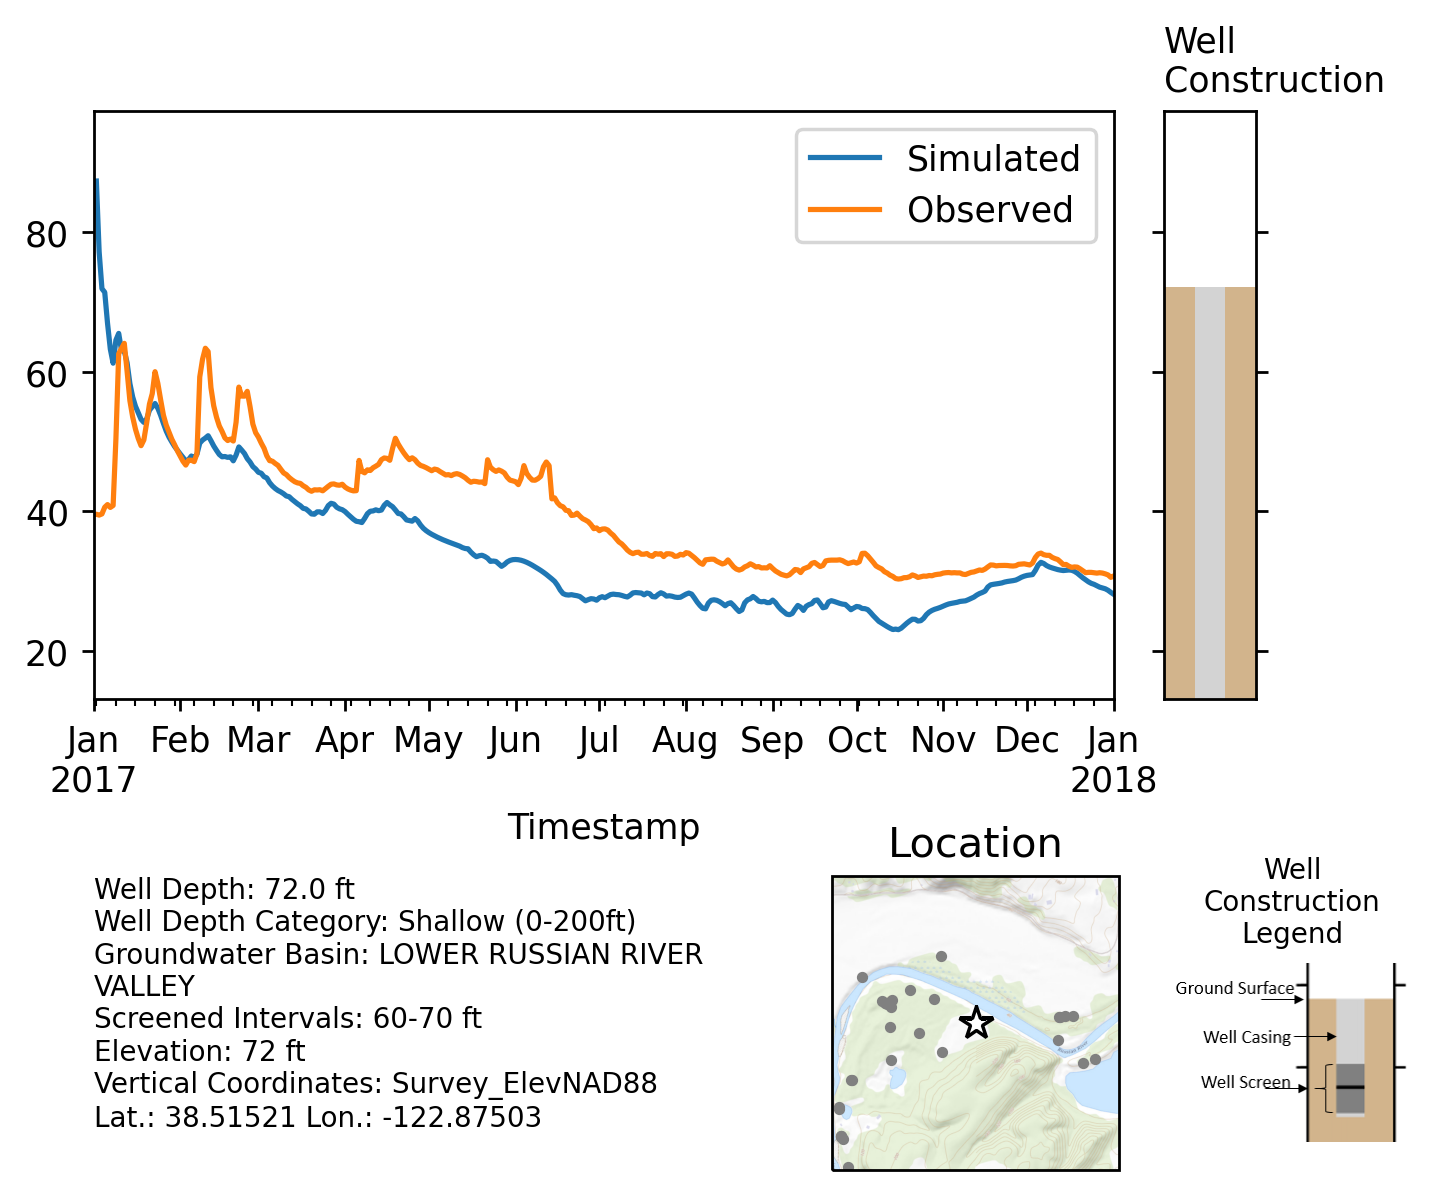 Well
Construction
Simulated
Observed
80
60
40
20
Jan Feb Mar Apr May Jun Jul Aug Sep Oct Nov Dec Jan
2017 2018
Timestamp
Well Depth: 72.0 ft
Well Depth Category: Shallow (0-200ft)
Groundwater Basin: LOWER RUSSIAN RIVER
VALLEY
Screened Intervals: 60-70 ft
Elevation: 72 ft
Vertical Coordinates: Survey_ElevNAD88
Lat.: 38.51521 Lon.: -122.87503
Location
Well
Construction
Legend
Ground Surface
Well Casing
Well Screen